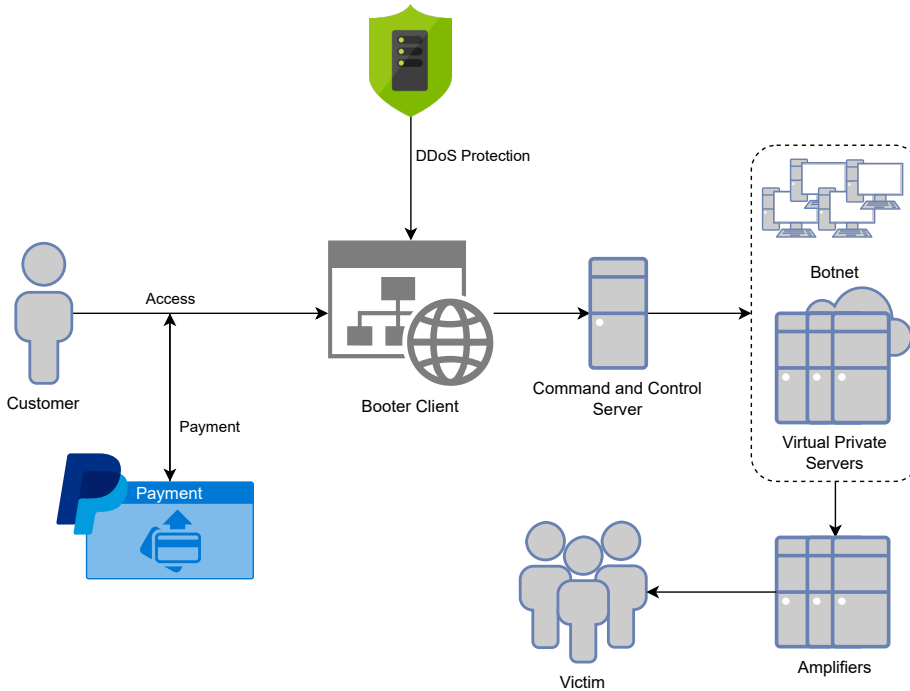 DDoS Protection
Access
Botnet
Customer
Booter Client
Command and Control
Server
Payment
Virtual Private
Servers
Payment
Victim
Amplifiers